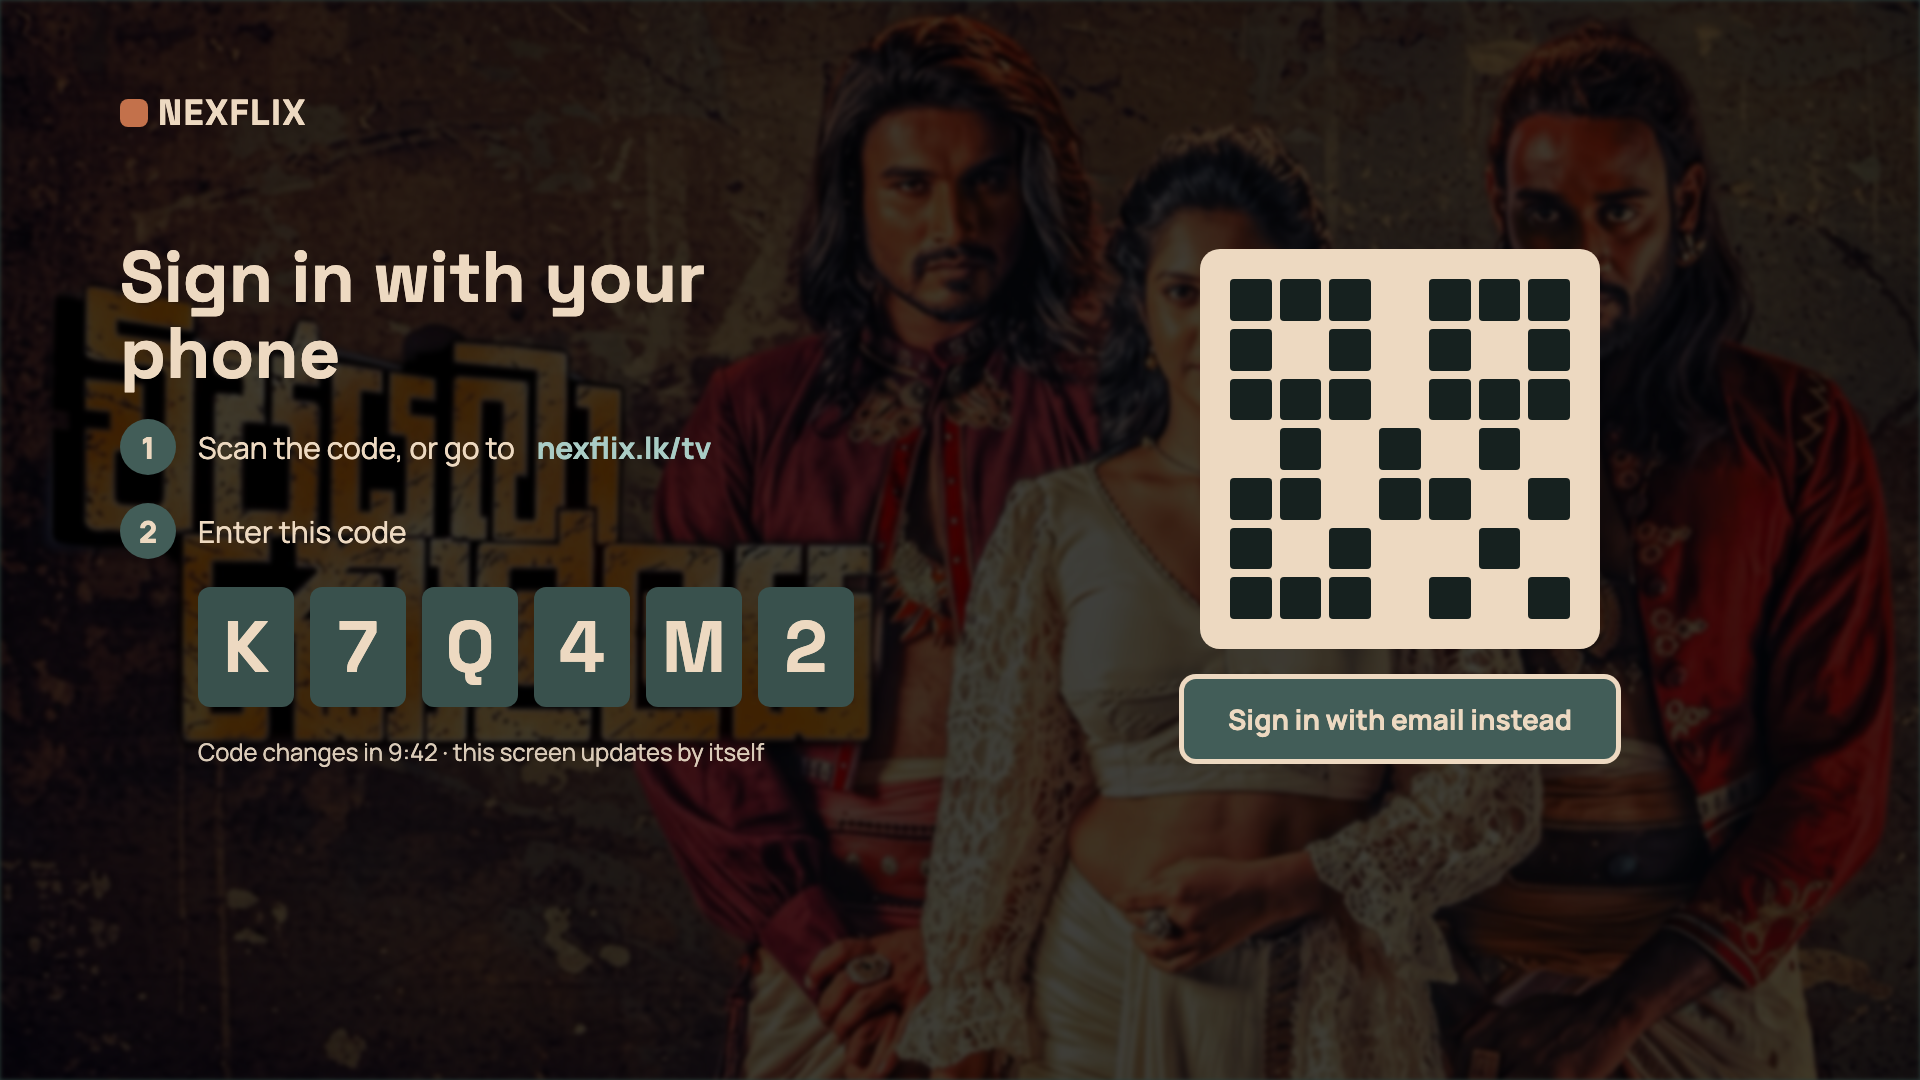 NEXFLIX
Sign in with your
phone
1 Scan the code, or go to nexflix.lk/tv
2 Enter this code
K 7 Q 4 M 2
Code changes in 9:42 · this screen updates by itself
Sign in with email instead